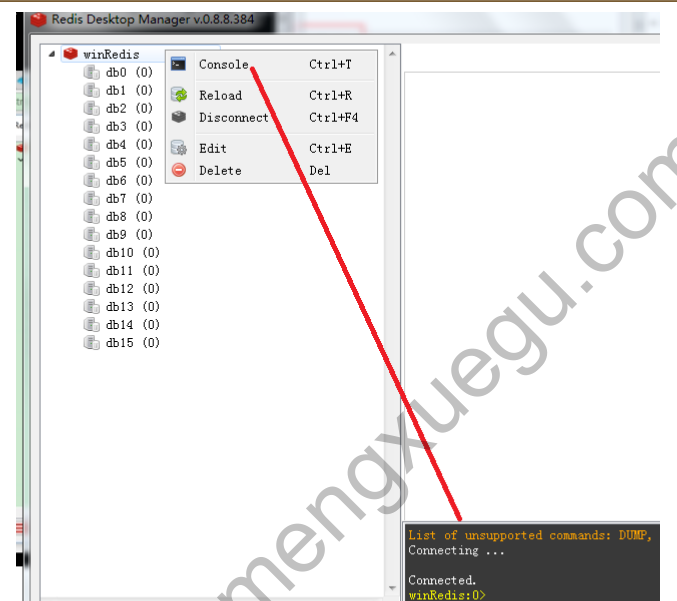 Redis Desktop Manager v.0.8.8.384
winRedis
db0 (0)
db1 (0)
db2 (0)
db3 (0)
db4 (0)
db5 (0)
db6 (0)
db7 (0)
db8 (0)
db9 (0)
db10 (0)
db11 (0)
db12 (0)
db13 (0)
db14 (0)
db15 (0)
Console Ctrl+T
Reload Ctrl+R
Disconnect Ctrl+F4
Edit Ctrl+E
Delete Del
List of unsupported commands: DUMP,
Connecting ...
Connected.
winRedis:0>
mengxuegu.com